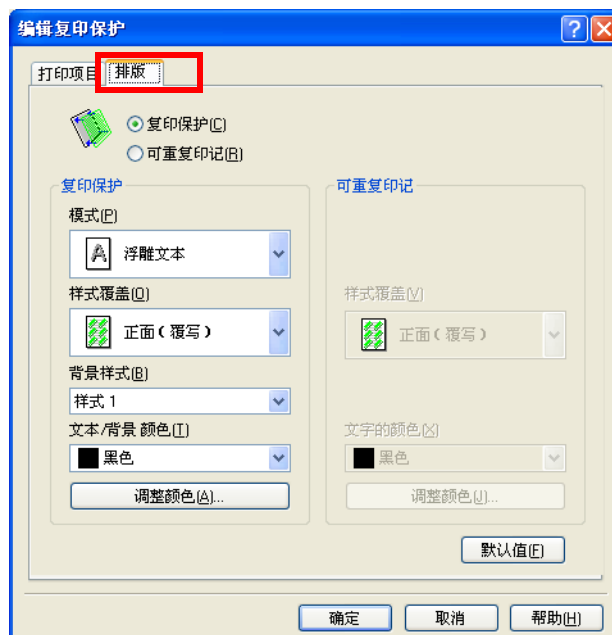 编辑复印保护
打印项目 排版
复印保护(C)
可重复印记(R)
复印保护
模式(P)
浮雕文本
样式覆盖(O)
正面(覆写)
背景样式(B)
样式 1
文本/背景 颜色(T)
黑色
调整颜色(A)...
可重复印记
样式覆盖(V)
正面(覆写)
文字的颜色(X)
黑色
调整颜色(J)...
默认值(F)
确定 取消 帮助(H)